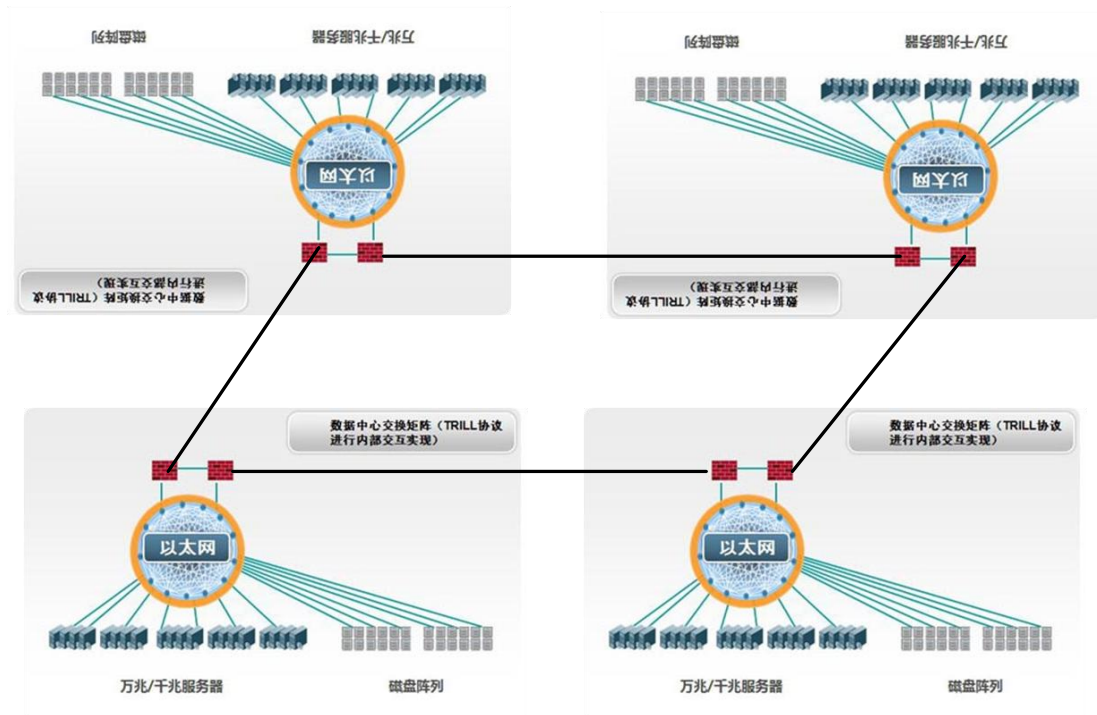 磁盘阵列
万兆/千兆服务器
以太网
数据中心交换矩阵（TRILL协议
进行内部交互实现）
磁盘阵列
万兆/千兆服务器
以太网
数据中心交换矩阵（TRILL协议
进行内部交互实现）
数据中心交换矩阵（TRILL协议
进行内部交互实现）
以太网
万兆/千兆服务器
磁盘阵列
数据中心交换矩阵（TRILL协议
进行内部交互实现）
以太网
万兆/千兆服务器
磁盘阵列